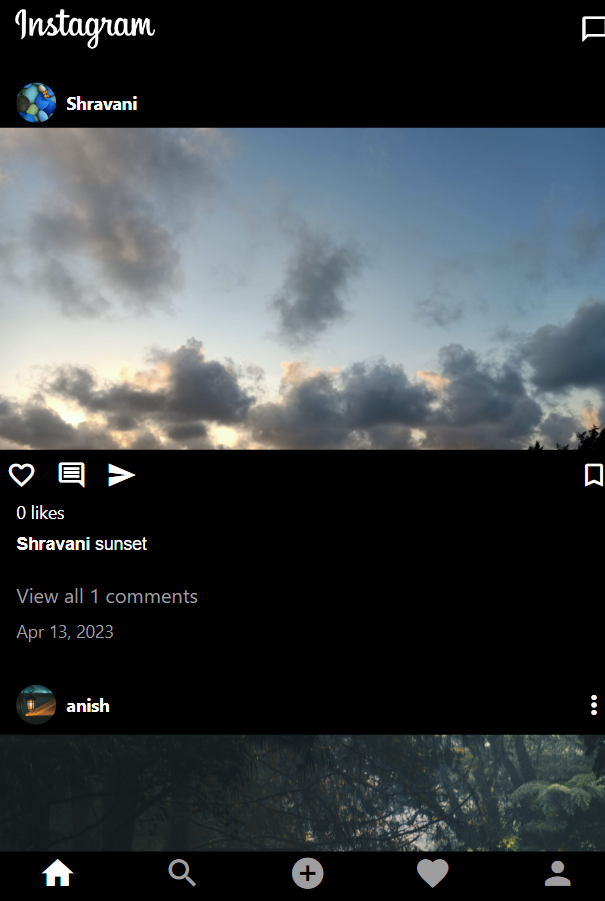 Instagram
Shravani
0 likes
Shravani sunset
View all 1 comments
Apr 13, 2023
anish